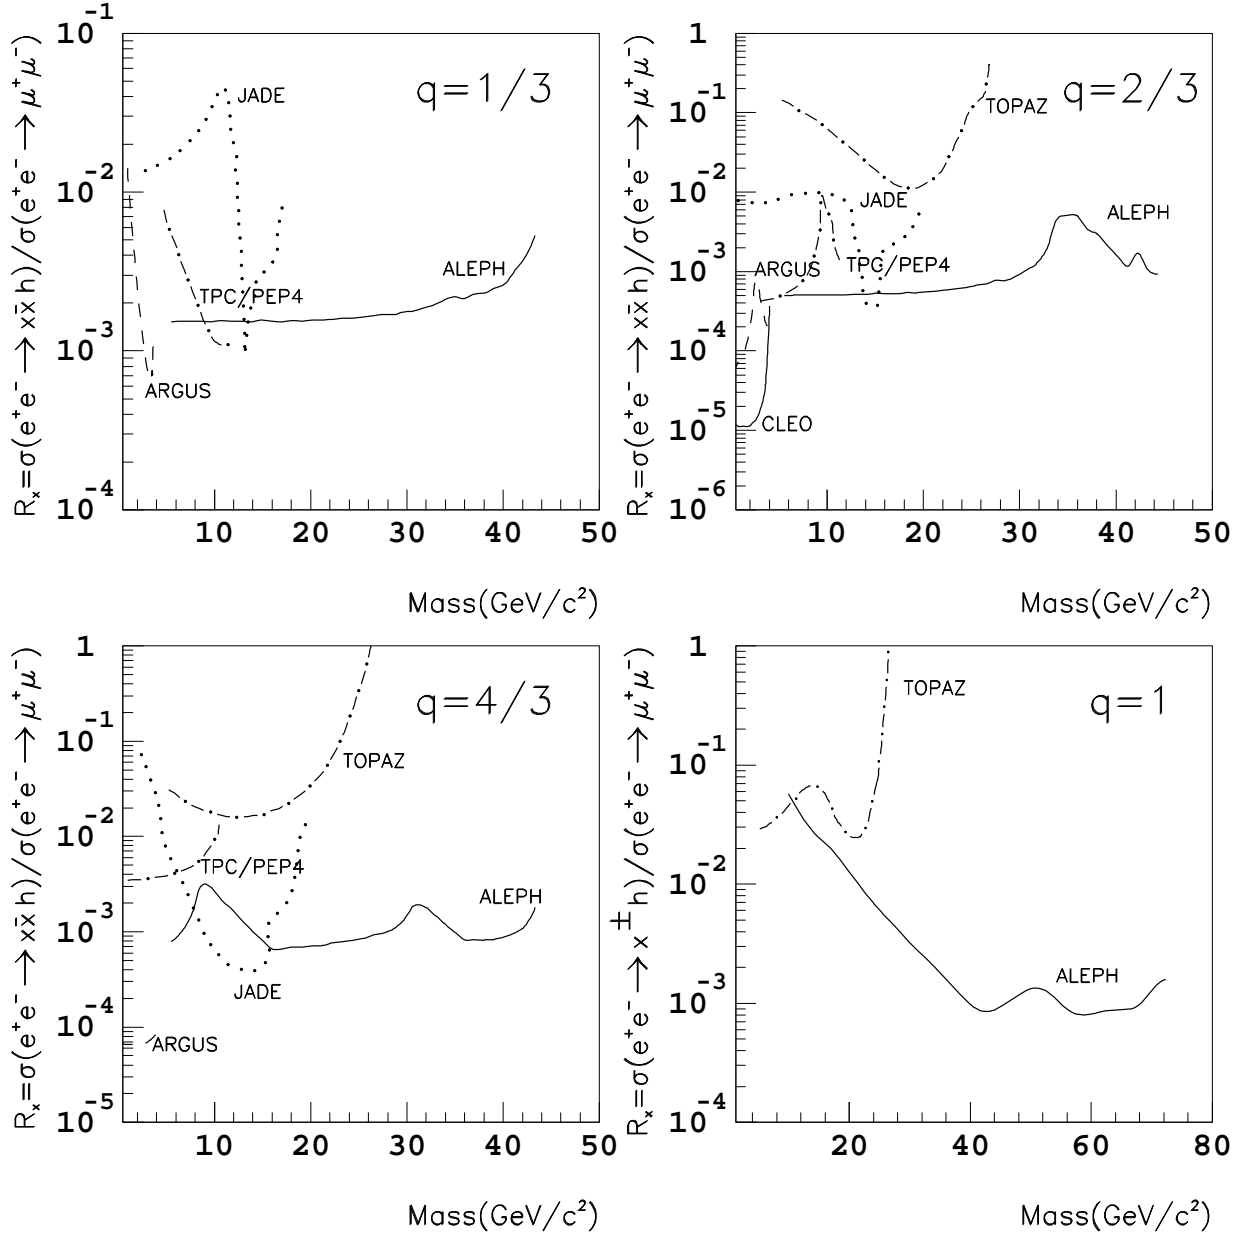 R_x=σ(e⁺e⁻ → x x̄ h)/σ(e⁺e⁻ → μ⁺μ⁻)
10⁻¹
10⁻²
10⁻³
10⁻⁴
q=1/3
JADE
ALEPH
TPC/PEP4
ARGUS
10 20 30 40 50
Mass(GeV/c²)
R_x=σ(e⁺e⁻ → x x̄ h)/σ(e⁺e⁻ → μ⁺μ⁻)
1
10⁻¹
10⁻²
10⁻³
10⁻⁴
10⁻⁵
10⁻⁶
q=2/3
TOPAZ
JADE
ALEPH
ARGUS
TPC/PEP4
CLEO
10 20 30 40 50
Mass(GeV/c²)
R_x=σ(e⁺e⁻ → x x̄ h)/σ(e⁺e⁻ → μ⁺μ⁻)
1
10⁻¹
10⁻²
10⁻³
10⁻⁴
10⁻⁵
q=4/3
TOPAZ
TPC/PEP4
ALEPH
JADE
ARGUS
10 20 30 40 50
Mass(GeV/c²)
R_x=σ(e⁺e⁻ → x^± h)/σ(e⁺e⁻ → μ⁺μ⁻)
1
10⁻¹
10⁻²
10⁻³
10⁻⁴
TOPAZ
q=1
ALEPH
20 40 60 80
Mass(GeV/c²)